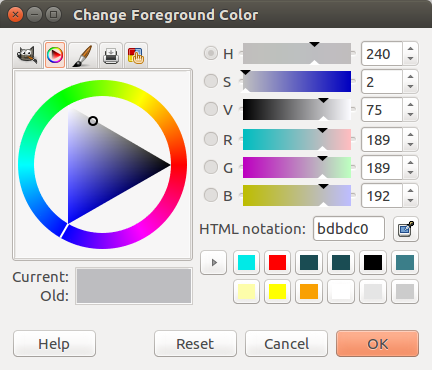 Change Foreground Color
H 240
S 2
V 75
R 189
G 189
B 192
HTML notation: bdbdc0
Current:
Old:
Help Reset Cancel OK